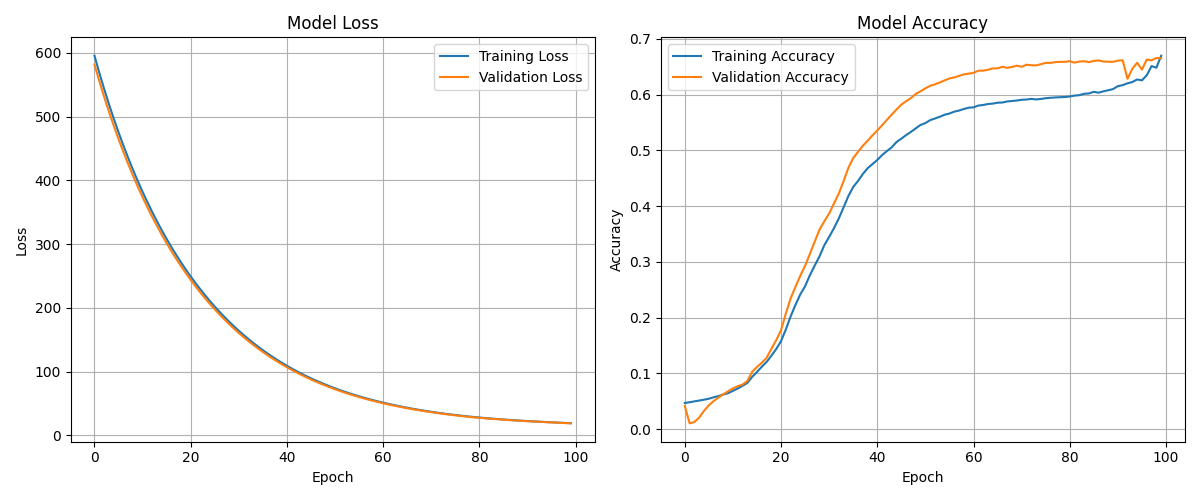 Model Loss
Training Loss
Validation Loss
600
500
400
300
200
100
0
Loss
0 20 40 60 80 100
Epoch
Model Accuracy
Training Accuracy
Validation Accuracy
0.7
0.6
0.5
0.4
0.3
0.2
0.1
0.0
Accuracy
0 20 40 60 80 100
Epoch